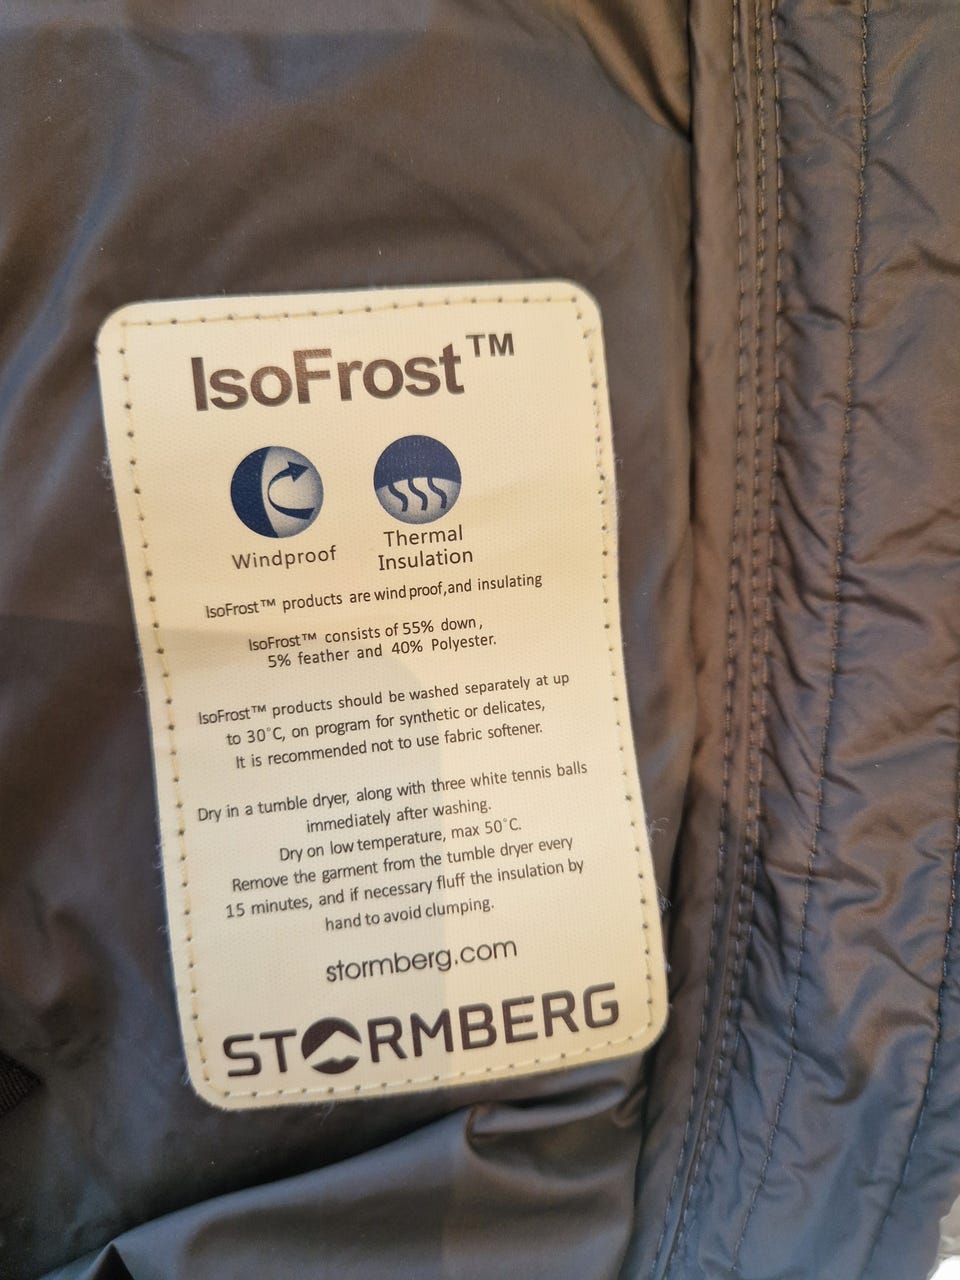 IsoFrost™
Windproof
Thermal
Insulation
IsoFrost™ products are wind proof,and insulating
IsoFrost™ consists of 55% down,
5% feather and 40% Polyester.
IsoFrost™ products should be washed separately at up
to 30°C, on program for synthetic or delicates,
It is recommended not to use fabric softener.
Dry in a tumble dryer, along with three white tennis balls
immediately after washing.
Dry on low temperature, max 50°C.
Remove the garment from the tumble dryer every
15 minutes, and if necessary fluff the insulation by
hand to avoid clumping.
stormberg.com
STORMBERG